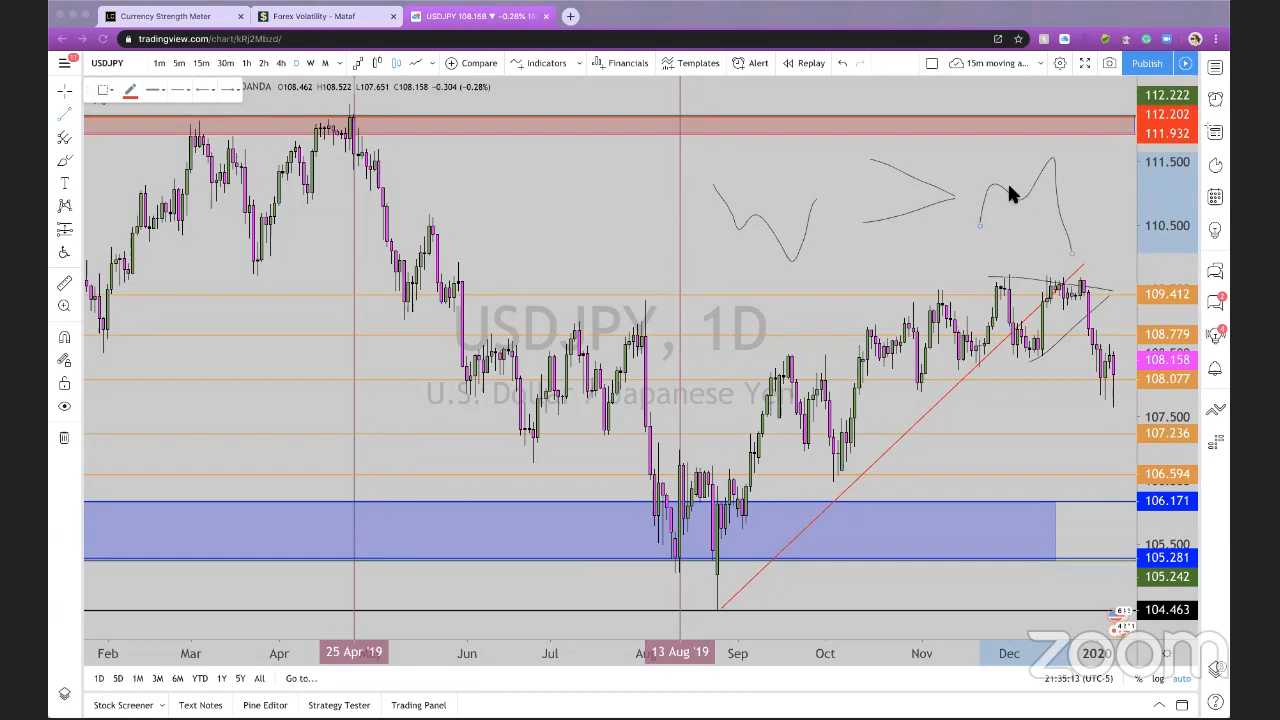 Currency Strength Meter
Forex Volatility - Mataf
USDJPY 108.158 ▼ −0.28% 15
tradingview.com/chart/kRj2Mbzd/
11
USDJPY
1m 5m 15m 30m 1h 2h 4h D W M
Compare
Indicators
Financials
Templates
Alert
Replay
15m moving a...
Publish
OANDA O108.462 H108.522 L107.651 C108.158 −0.304 (−0.28%)
112.222
112.202
111.932
111.500
110.500
109.412
108.779
108.158
108.077
107.500
107.236
106.594
106.171
105.500
105.281
105.242
104.463
USDJPY, 1D
U.S. Dollar / Japanese Yen
2
4
Feb Mar Apr 25 Apr '19 Jun Jul 13 Aug '19 Sep Oct Nov Dec 2020
zoom
1D 5D 1M 3M 6M YTD 1Y 5Y All Go to...
21:35:13 (UTC-5) % log auto
Stock Screener Text Notes Pine Editor Strategy Tester Trading Panel